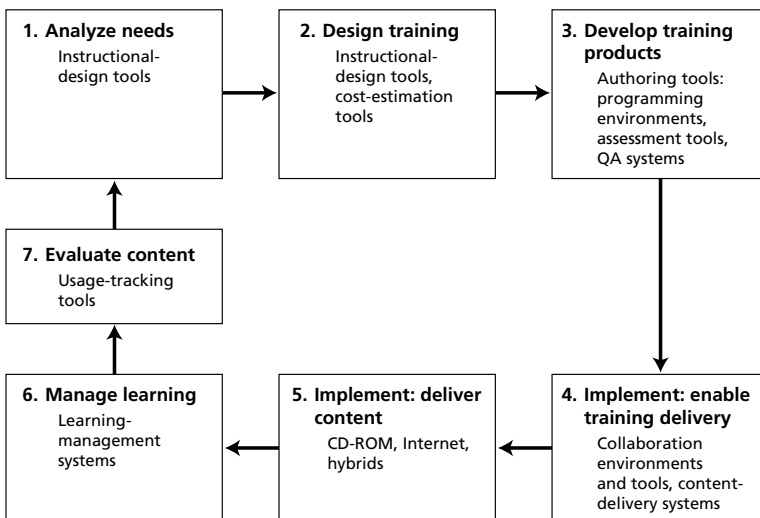 1. Analyze needs
Instructional-
design tools
2. Design training
Instructional-
design tools,
cost-estimation
tools
3. Develop training
products
Authoring tools:
programming
environments,
assessment tools,
QA systems
4. Implement: enable
training delivery
Collaboration
environments
and tools, content-
delivery systems
5. Implement: deliver
content
CD-ROM, Internet,
hybrids
6. Manage learning
Learning-
management
systems
7. Evaluate content
Usage-tracking
tools